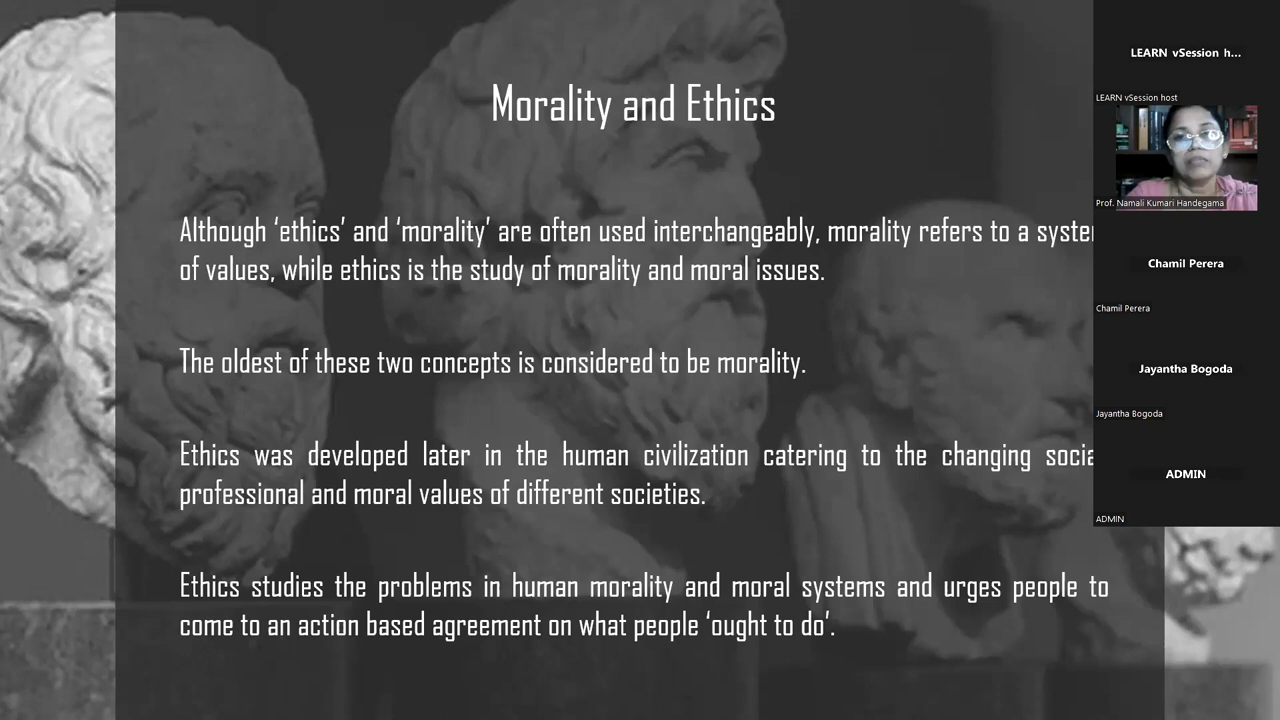 Morality and Ethics
Although ‘ethics’ and ‘morality’ are often used interchangeably, morality refers to a syste
of values, while ethics is the study of morality and moral issues.
The oldest of these two concepts is considered to be morality.
Ethics was developed later in the human civilization catering to the changing socia
professional and moral values of different societies.
Ethics studies the problems in human morality and moral systems and urges people to
come to an action based agreement on what people ‘ought to do’.
LEARN vSession h...
LEARN vSession host
Prof. Namali Kumari Handegama
Chamil Perera
Chamil Perera
Jayantha Bogoda
Jayantha Bogoda
ADMIN
ADMIN